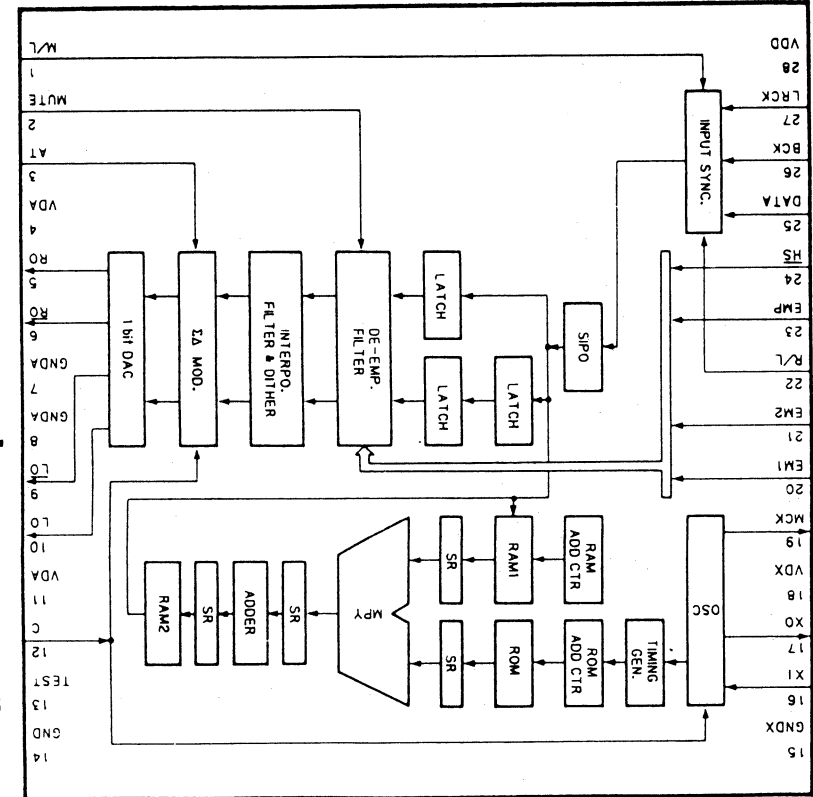 M/L
1
MUTE
2
AT
3
VDA
4
RO
5
RO
6
GNDA
7
GNDA
8
LO
9
LO
10
VDA
11
C
12
TEST
13
GND
14
VDD
28
LRCK
27
BCK
26
DATA
25
HS
24
EMP
23
R/L
22
EM2
21
EM1
20
MCK
19
VDX
18
XO
17
XI
16
GNDX
15
INPUT SYNC.
SIPO
LATCH
LATCH
LATCH
DE-EMP.
FILTER
INTERPO.
FILTER & DITHER
ΣΔ MOD.
1 bit DAC
OSC
TIMING
GEN.
RAM
ADD CTR
ROM
ADD CTR
RAM1
ROM
SR
SR
MPY
SR
ADDER
SR
RAM2